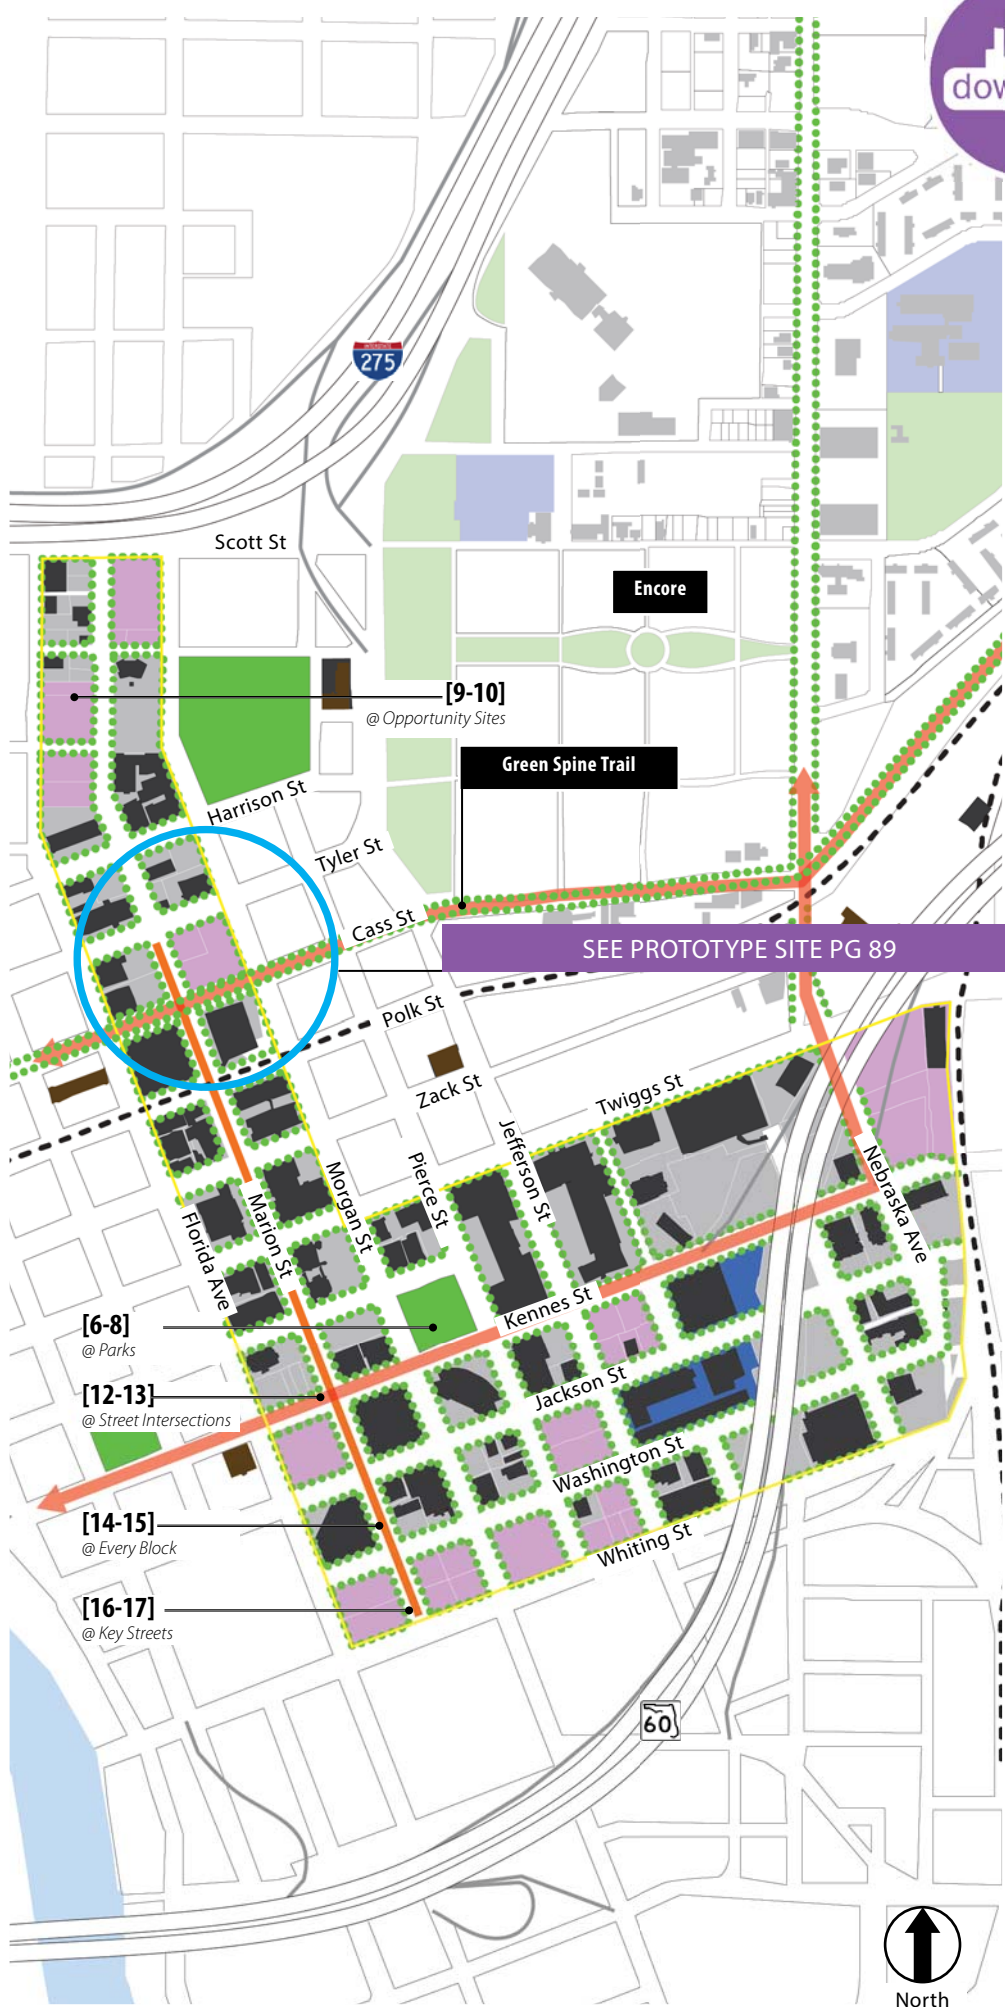 dow
INTERSTATE
275
Scott St
Encore
[9-10]
@ Opportunity Sites
Green Spine Trail
Harrison St
Tyler St
Cass St
SEE PROTOTYPE SITE PG 89
Polk St
Zack St
Twiggs St
Jefferson St
Pierce St
Morgan St
Marion St
Florida Ave
Nebraska Ave
Kennes St
[6-8]
@ Parks
Jackson St
[12-13]
@ Street Intersections
Washington St
[14-15]
@ Every Block
Whiting St
[16-17]
@ Key Streets
60
North